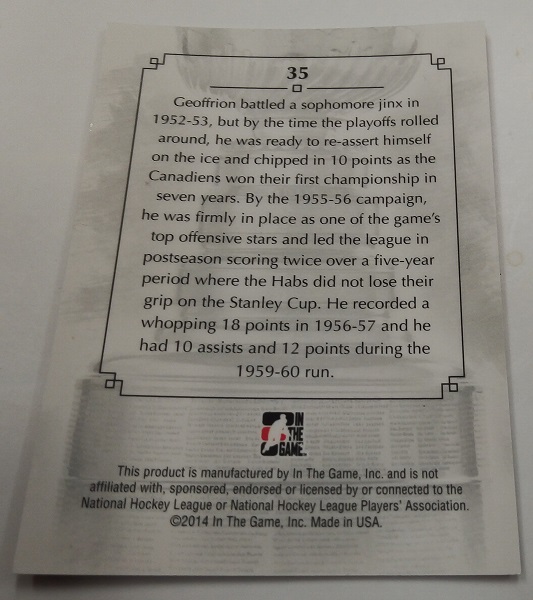 35
Geoffrion battled a sophomore jinx in
1952-53, but by the time the playoffs rolled
around, he was ready to re-assert himself
on the ice and chipped in 10 points as the
Canadiens won their first championship in
seven years. By the 1955-56 campaign,
he was firmly in place as one of the game's
top offensive stars and led the league in
postseason scoring twice over a five-year
period where the Habs did not lose their
grip on the Stanley Cup. He recorded a
whopping 18 points in 1956-57 and he
had 10 assists and 12 points during the
1959-60 run.
IN
THE
GAME
This product is manufactured by In The Game, Inc. and is not
affiliated with, sponsored, endorsed or licensed by or connected to the
National Hockey League or National Hockey League Players' Association.
©2014 In The Game, Inc. Made in USA.